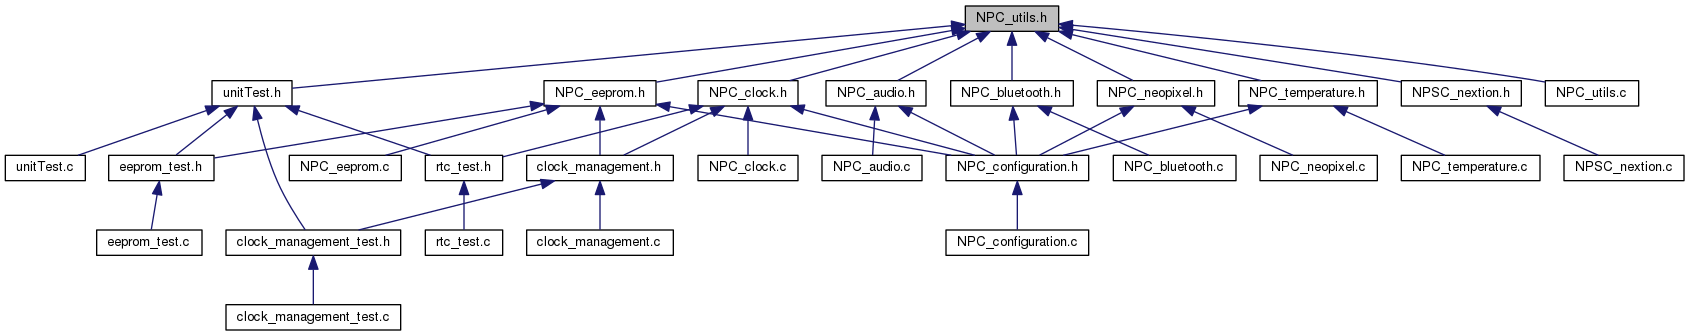 NPC_utils.h
unitTest.h
NPC_eeprom.h
NPC_clock.h
NPC_audio.h
NPC_bluetooth.h
NPC_neopixel.h
NPC_temperature.h
NPSC_nextion.h
NPC_utils.c
unitTest.c
eeprom_test.h
NPC_eeprom.c
rtc_test.h
clock_management.h
NPC_clock.c
NPC_audio.c
NPC_configuration.h
NPC_bluetooth.c
NPC_neopixel.c
NPC_temperature.c
NPSC_nextion.c
eeprom_test.c
clock_management_test.h
rtc_test.c
clock_management.c
NPC_configuration.c
clock_management_test.c